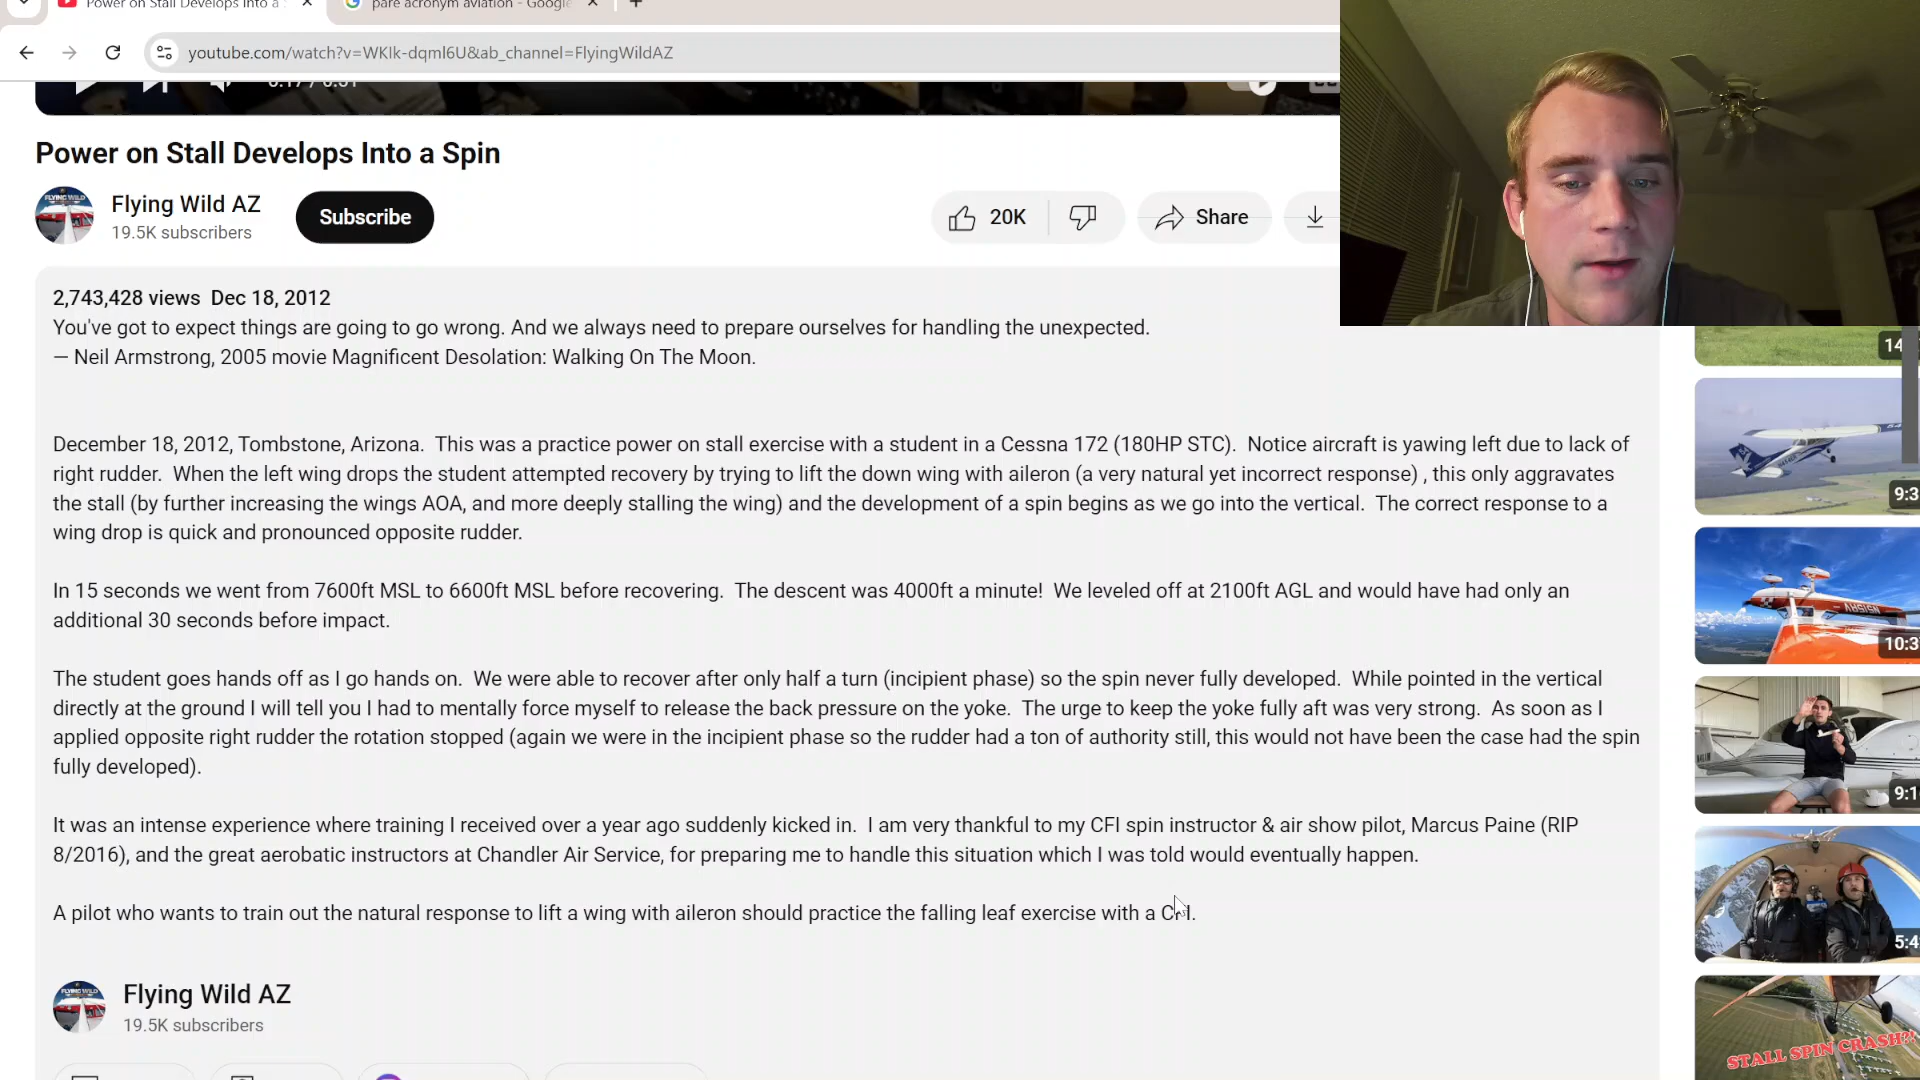 Power on Stall Develops Into a
pare acronym aviation - Google
youtube.com/watch?v=WKIk-dqml6U&ab_channel=FlyingWildAZ
0:17 / 0:51
Power on Stall Develops Into a Spin
Flying Wild AZ
19.5K subscribers
Subscribe
20K
Share
2,743,428 views Dec 18, 2012
You've got to expect things are going to go wrong. And we always need to prepare ourselves for handling the unexpected.
— Neil Armstrong, 2005 movie Magnificent Desolation: Walking On The Moon.
December 18, 2012, Tombstone, Arizona. This was a practice power on stall exercise with a student in a Cessna 172 (180HP STC). Notice aircraft is yawing left due to lack of
right rudder. When the left wing drops the student attempted recovery by trying to lift the down wing with aileron (a very natural yet incorrect response) , this only aggravates
the stall (by further increasing the wings AOA, and more deeply stalling the wing) and the development of a spin begins as we go into the vertical. The correct response to a
wing drop is quick and pronounced opposite rudder.
In 15 seconds we went from 7600ft MSL to 6600ft MSL before recovering. The descent was 4000ft a minute! We leveled off at 2100ft AGL and would have had only an
additional 30 seconds before impact.
The student goes hands off as I go hands on. We were able to recover after only half a turn (incipient phase) so the spin never fully developed. While pointed in the vertical
directly at the ground I will tell you I had to mentally force myself to release the back pressure on the yoke. The urge to keep the yoke fully aft was very strong. As soon as I
applied opposite right rudder the rotation stopped (again we were in the incipient phase so the rudder had a ton of authority still, this would not have been the case had the spin
fully developed).
It was an intense experience where training I received over a year ago suddenly kicked in. I am very thankful to my CFI spin instructor & air show pilot, Marcus Paine (RIP
8/2016), and the great aerobatic instructors at Chandler Air Service, for preparing me to handle this situation which I was told would eventually happen.
A pilot who wants to train out the natural response to lift a wing with aileron should practice the falling leaf exercise with a CFI.
Flying Wild AZ
19.5K subscribers
14
9:3
10:3
9:1
5:4
STALL SPIN CRASH?!